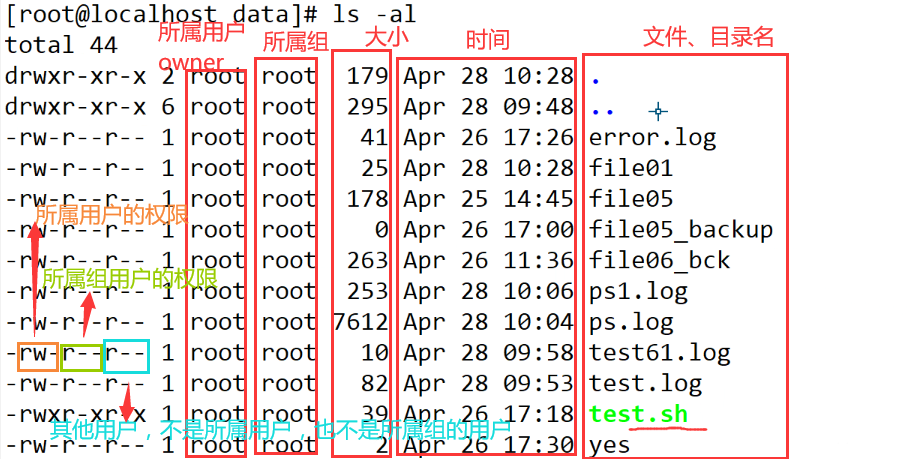 [root@localhost data]# ls -al
total 44
所属用户 owner
所属组
大小
时间
文件、目录名
drwxr-xr-x 2 root root 179 Apr 28 10:28 .
drwxr-xr-x 6 root root 295 Apr 28 09:48 ..
-rw-r--r-- 1 root root 41 Apr 26 17:26 error.log
-rw-r--r-- 1 root root 25 Apr 28 10:28 file01
-rw-r--r-- 1 root root 178 Apr 25 14:45 file05
所属用户的权限
-rw-r--r-- 1 root root 0 Apr 26 17:00 file05_backup
-rw-r--r-- 1 root root 263 Apr 26 11:36 file06_bck
所属组用户的权限
-rw-r--r-- 1 root root 253 Apr 28 10:06 ps1.log
-rw-r--r-- 1 root root 7612 Apr 28 10:04 ps.log
-rw-r--r-- 1 root root 10 Apr 28 09:58 test61.log
-rw-r--r-- 1 root root 82 Apr 28 09:53 test.log
-rwxr-xr-x 1 root root 39 Apr 26 17:18 test.sh
其他用户，不是所属用户，也不是所属组的用户
-rw-r--r-- 1 root root 2 Apr 26 17:30 yes